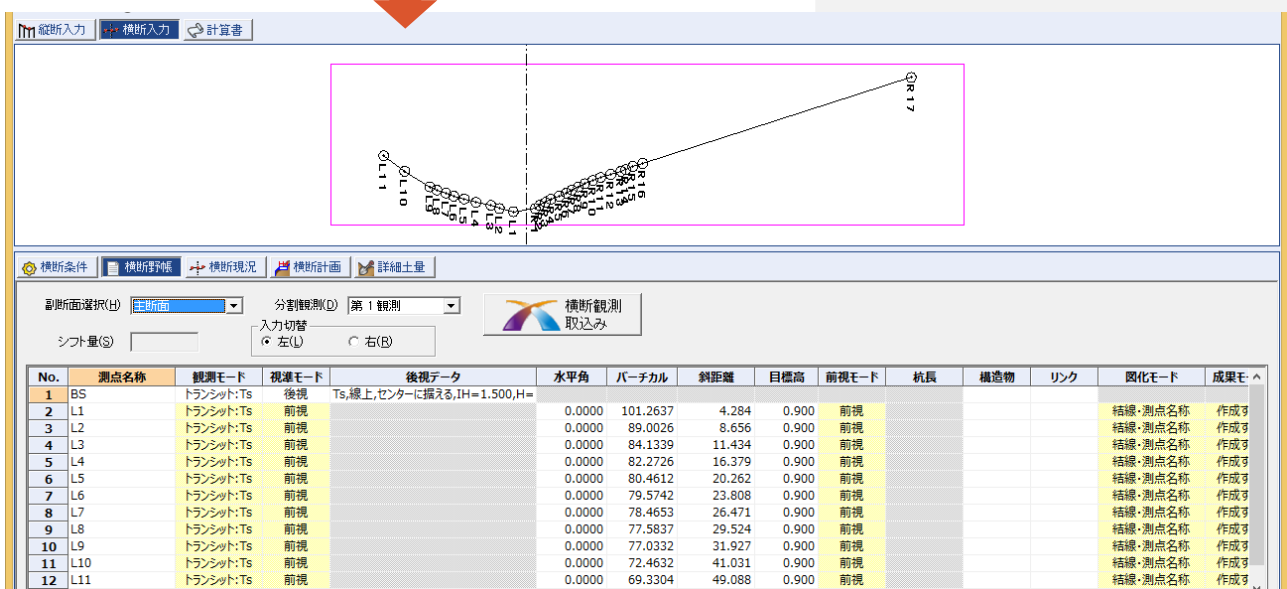 縦断入力 横断入力 計算書
L11 L10 L9 L8 L7 L6 L5 L4 L3 L2 L1 R10 R11 R12 R15 R16 R17
横断条件 横断野帳 横断現況 横断計画 詳細土量
副断面選択(H) 主断面 分割観測(D) 第1観測 横断観測
取込み
シフト量(S) 入力切替 左(L) 右(R)
No. 測点名称 観測モード 視準モード 後視データ 水平角 バーチカル 斜距離 目標高 前視モード 杭長 構造物 リンク 図化モード 成果モ
1 BS トランシット:Ts 後視 Ts,線上,センターに据える,IH=1.500,H=
2 L1 トランシット:Ts 前視 0.0000 101.2637 4.284 0.900 前視 結線・測点名称 作成す
3 L2 トランシット:Ts 前視 0.0000 89.0026 8.656 0.900 前視 結線・測点名称 作成す
4 L3 トランシット:Ts 前視 0.0000 84.1339 11.434 0.900 前視 結線・測点名称 作成す
5 L4 トランシット:Ts 前視 0.0000 82.2726 16.379 0.900 前視 結線・測点名称 作成す
6 L5 トランシット:Ts 前視 0.0000 80.4612 20.262 0.900 前視 結線・測点名称 作成す
7 L6 トランシット:Ts 前視 0.0000 79.5742 23.808 0.900 前視 結線・測点名称 作成す
8 L7 トランシット:Ts 前視 0.0000 78.4653 26.471 0.900 前視 結線・測点名称 作成す
9 L8 トランシット:Ts 前視 0.0000 77.5837 29.524 0.900 前視 結線・測点名称 作成す
10 L9 トランシット:Ts 前視 0.0000 77.0332 31.927 0.900 前視 結線・測点名称 作成す
11 L10 トランシット:Ts 前視 0.0000 72.4632 41.031 0.900 前視 結線・測点名称 作成す
12 L11 トランシット:Ts 前視 0.0000 69.3304 49.088 0.900 前視 結線・測点名称 作成す